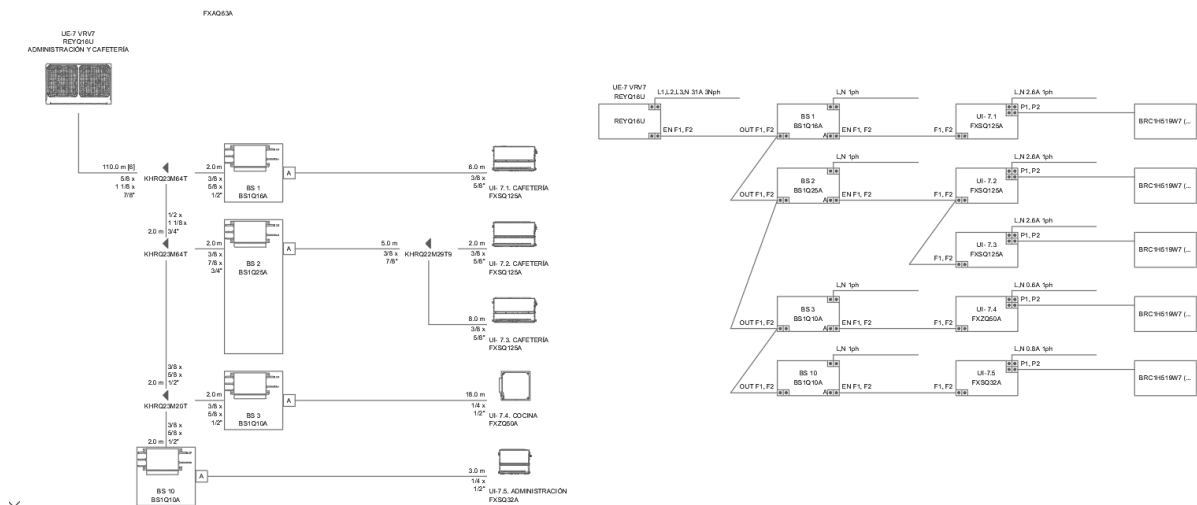 FXAQ63A
UE-7 VRV7
REYQ16U
ADMINISTRACIÓN Y CAFETERÍA
110.0 m [6]
5/8 x
1 1/8 x
7/8"
KHRQ23M64T
2.0 m
3/8 x
5/8 x
1/2"
BS 1
BS1Q16A
A
6.0 m
3/8 x
5/8"
UI- 7.1. CAFETERÍA
FXSQ125A
1/2 x
1 1/8 x
2.0 m 3/4"
KHRQ23M64T
2.0 m
3/8 x
7/8 x
3/4"
BS 2
BS1Q25A
A
5.0 m
3/8 x
7/8"
KHRQ22M29T9
2.0 m
3/8 x
5/8"
UI- 7.2. CAFETERÍA
FXSQ125A
8.0 m
3/8 x
5/8"
UI- 7.3. CAFETERÍA
FXSQ125A
3/8 x
5/8 x
2.0 m 1/2"
KHRQ23M20T
2.0 m
3/8 x
5/8 x
1/2"
BS 3
BS1Q10A
A
18.0 m
1/4 x
1/2"
UI- 7.4. COCINA
FXZQ50A
3/8 x
5/8 x
2.0 m 1/2"
BS 10
BS1Q10A
A
3.0 m
1/4 x
1/2"
UI-7.5. ADMINISTRACIÓN
FXSQ32A
UE-7 VRV7
REYQ16U
L1,L2,L3,N 31A 3Nph
REYQ16U
EN F1, F2
L,N 1ph
BS 1
BS1Q16A
OUT F1, F2
A
EN F1, F2
L,N 2.6A 1ph
P1, P2
UI- 7.1
FXSQ125A
F1, F2
BRC1H519W7 (...
L,N 1ph
BS 2
BS1Q25A
OUT F1, F2
A
EN F1, F2
L,N 2.6A 1ph
P1, P2
UI- 7.2
FXSQ125A
F1, F2
BRC1H519W7 (...
L,N 2.6A 1ph
P1, P2
UI- 7.3
FXSQ125A
F1, F2
BRC1H519W7 (...
L,N 1ph
BS 3
BS1Q10A
OUT F1, F2
A
EN F1, F2
L,N 0.6A 1ph
P1, P2
UI- 7.4
FXZQ50A
F1, F2
BRC1H519W7 (...
L,N 1ph
BS 10
BS1Q10A
OUT F1, F2
A
EN F1, F2
L,N 0.8A 1ph
P1, P2
UI-7.5
FXSQ32A
F1, F2
BRC1H519W7 (...